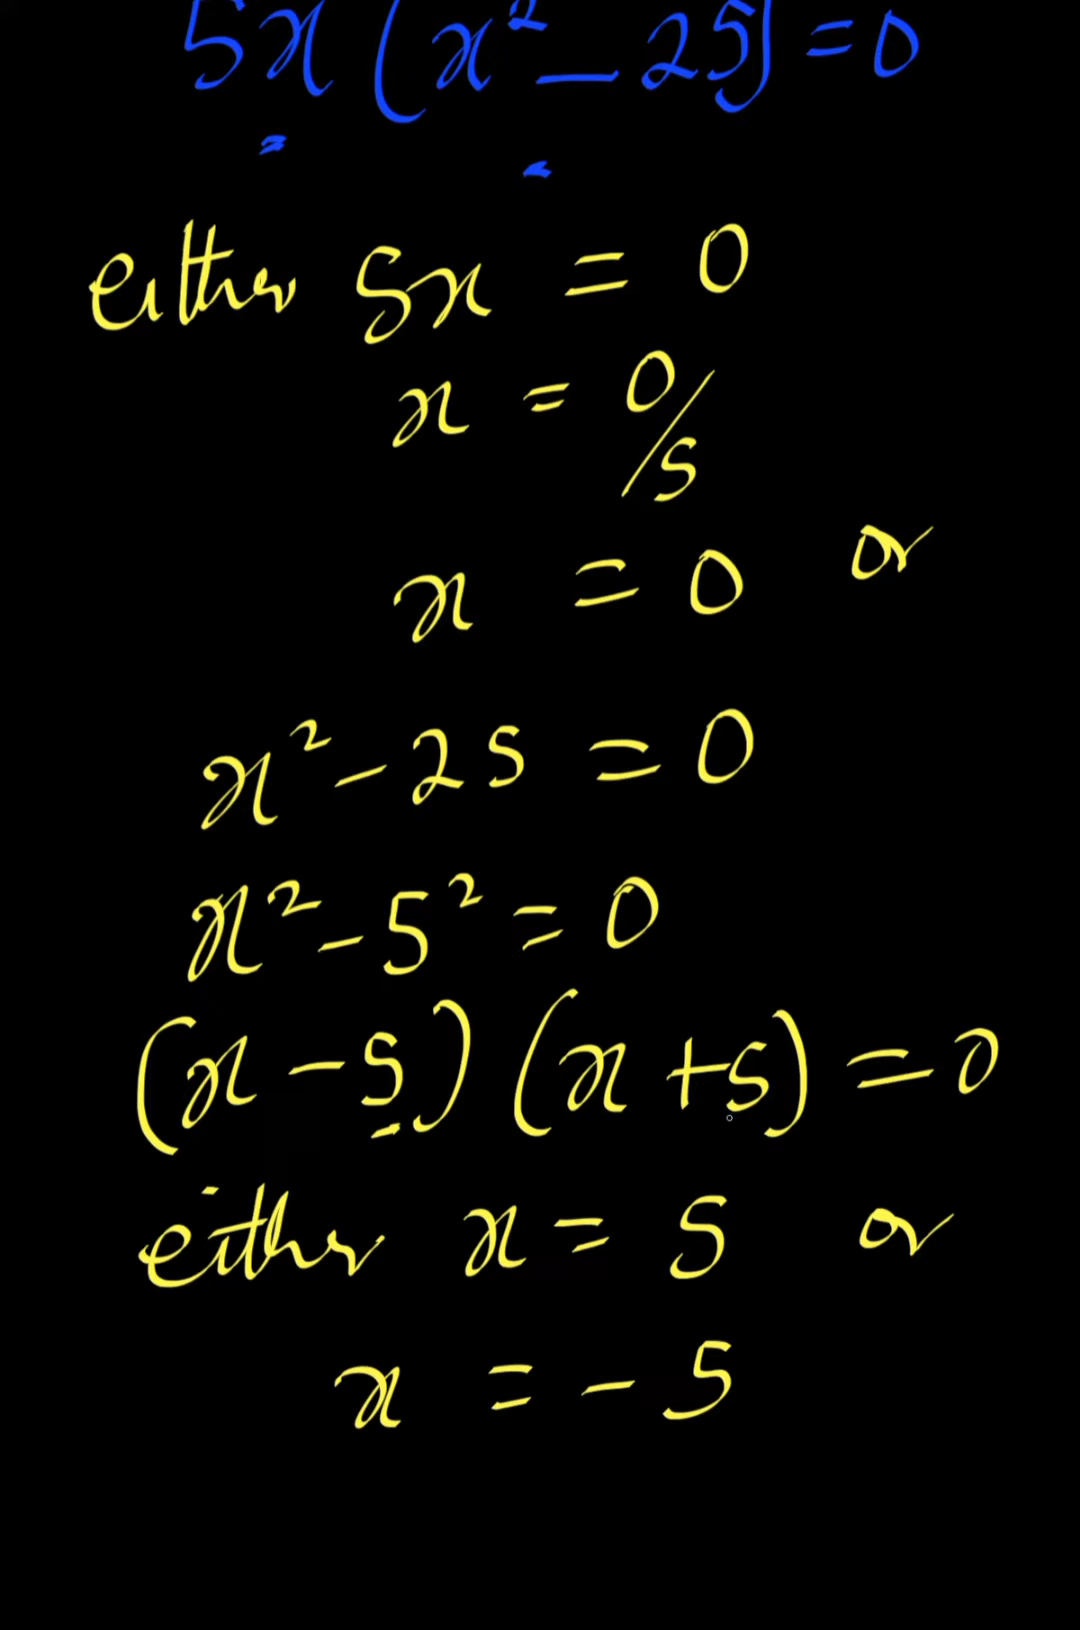 5x(x² - 25) = 0
either 5x = 0
x = 0/5
x = 0 or
x² - 25 = 0
x² - 5² = 0
(x - 5) (x + 5) = 0
either x = 5 or
x = - 5